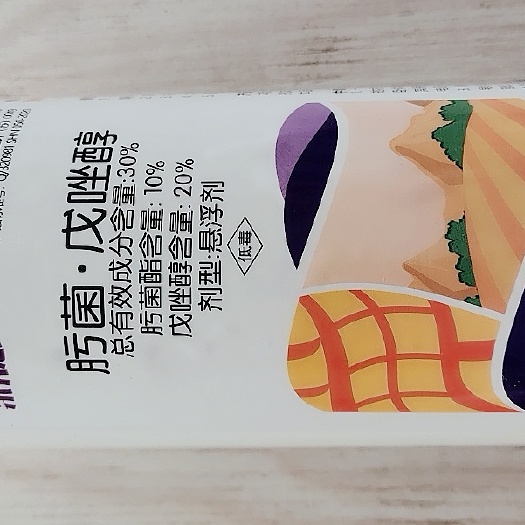 肟菌·戊唑醇
总有效成分含量:30%
肟菌酯含量: 10%
戊唑醇含量: 20%
剂型:悬浮剂
低毒